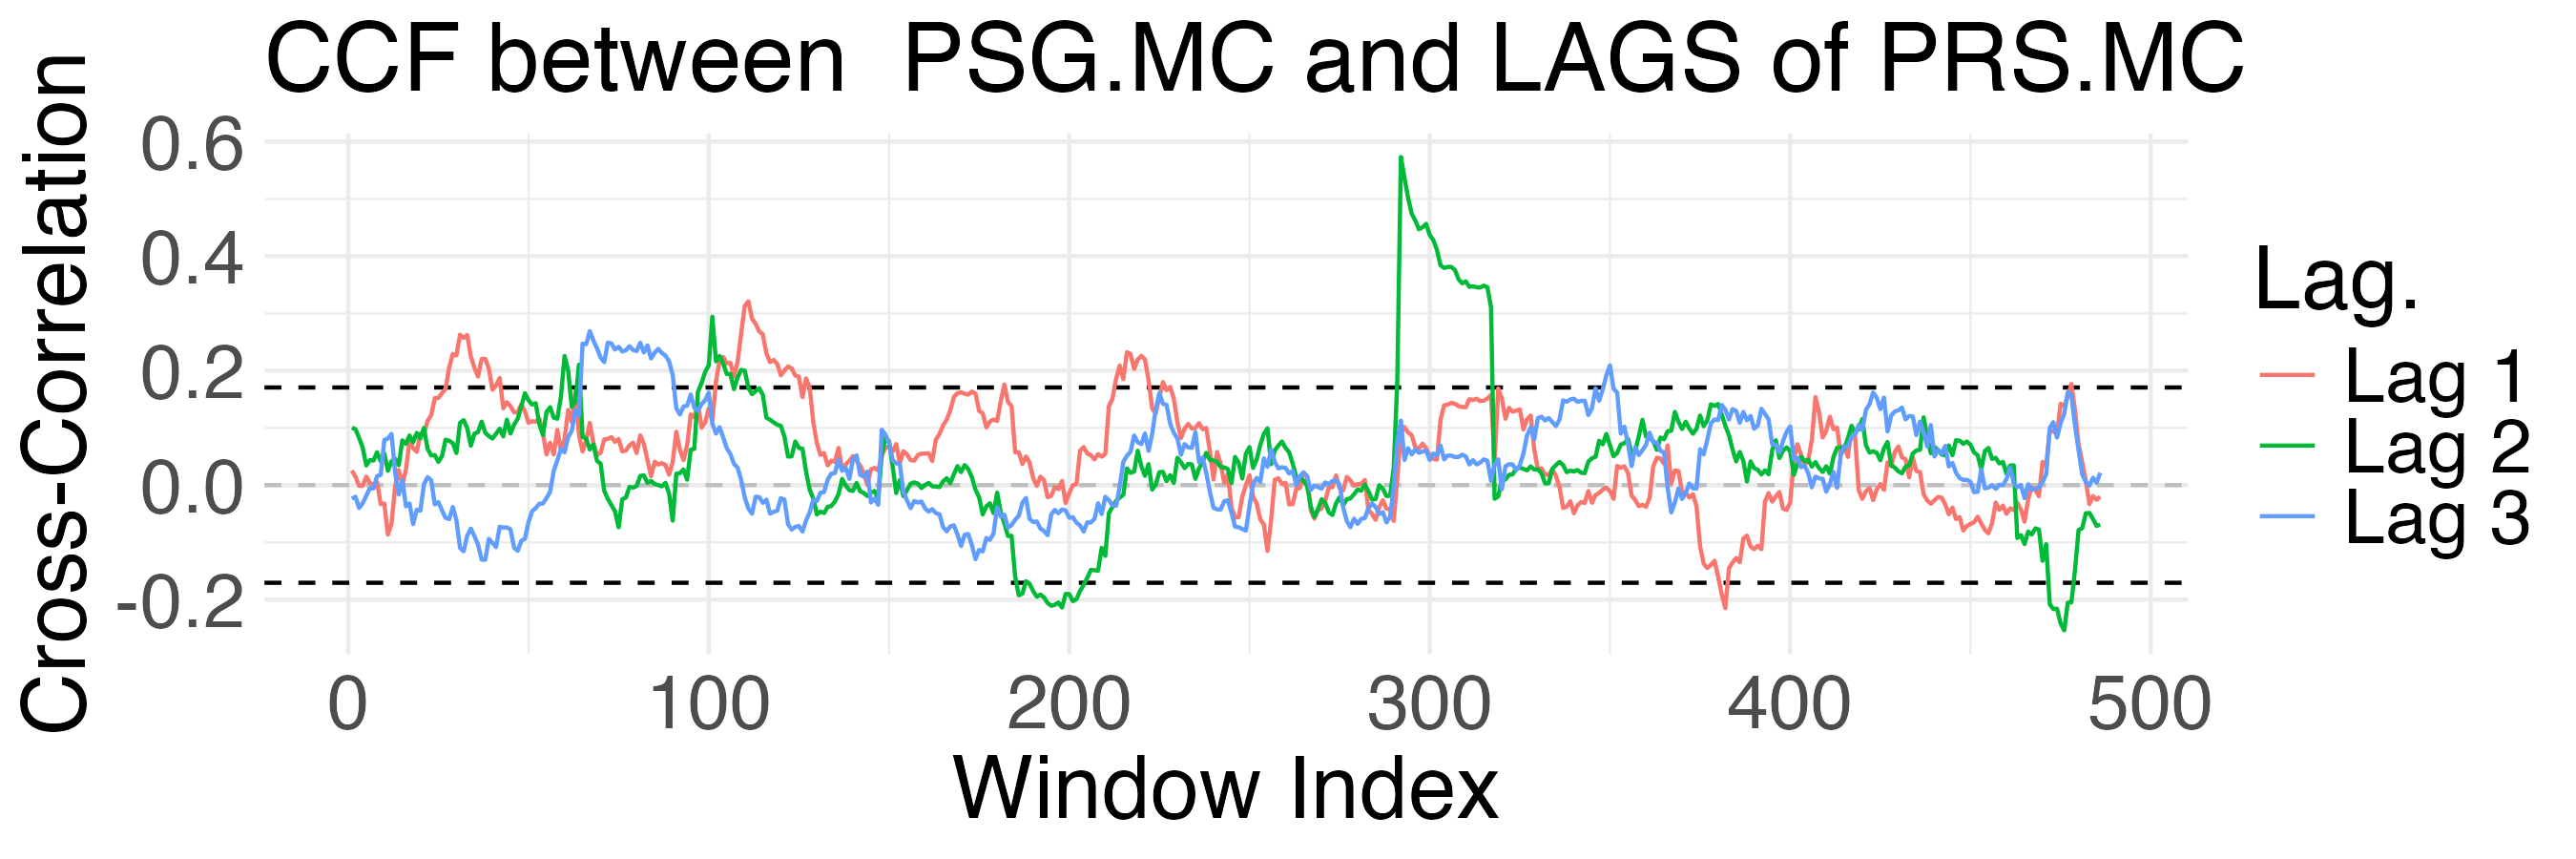 CCF between  PSG.MC and LAGS of PRS.MC
Cross-Correlation
0.6
0.4
0.2
0.0
-0.2
0 100 200 300 400 500
Window Index
Lag.
Lag 1
Lag 2
Lag 3